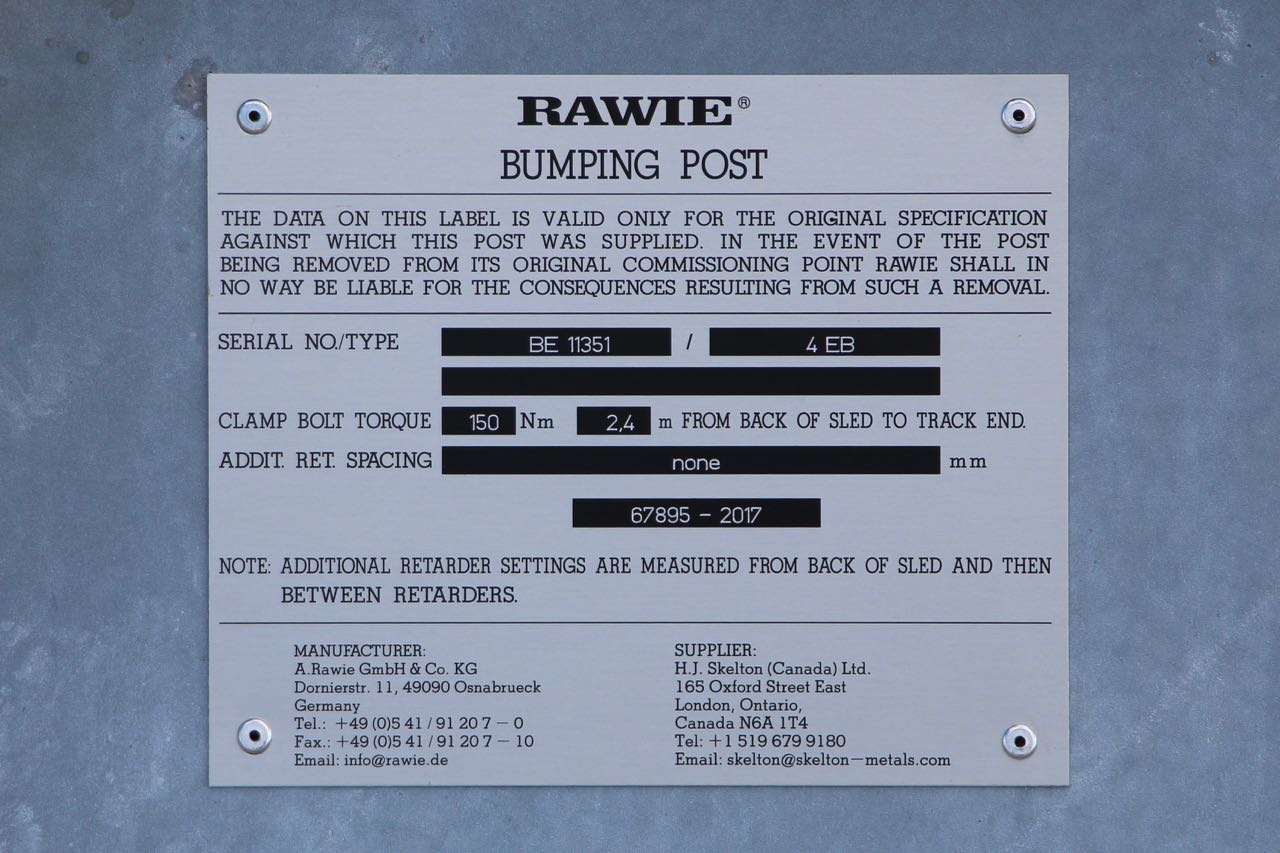 RAWIE®
BUMPING POST
THE DATA ON THIS LABEL IS VALID ONLY FOR THE ORIGINAL SPECIFICATION
AGAINST WHICH THIS POST WAS SUPPLIED. IN THE EVENT OF THE POST
BEING REMOVED FROM ITS ORIGINAL COMMISSIONING POINT RAWIE SHALL IN
NO WAY BE LIABLE FOR THE CONSEQUENCES RESULTING FROM SUCH A REMOVAL.
SERIAL NO./TYPE BE 11351 / 4 EB
CLAMP BOLT TORQUE 150 Nm 2,4 m FROM BACK OF SLED TO TRACK END.
ADDIT. RET. SPACING none mm
67895 - 2017
NOTE: ADDITIONAL RETARDER SETTINGS ARE MEASURED FROM BACK OF SLED AND THEN
BETWEEN RETARDERS.
MANUFACTURER:
A.Rawie GmbH & Co. KG
Dornierstr. 11, 49090 Osnabrueck
Germany
Tel.: +49 (0)5 41 / 91 20 7 — 0
Fax.: +49 (0)5 41 / 91 20 7 — 10
Email: info@rawie.de
SUPPLIER:
H.J. Skelton (Canada) Ltd.
165 Oxford Street East
London, Ontario,
Canada N6A 1T4
Tel: +1 519 679 9180
Email: skelton@skelton—metals.com